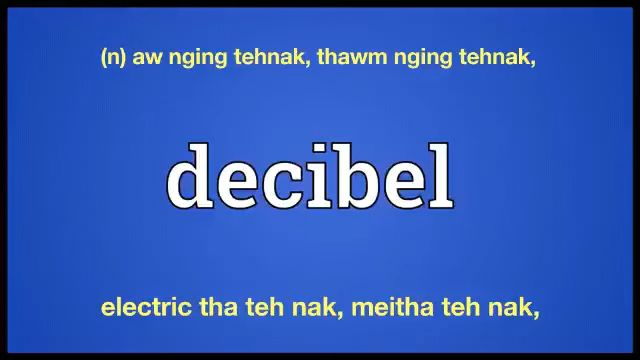 (n) aw nging tehnak, thawm nging tehnak,
decibel
electric tha teh nak, meitha teh nak,